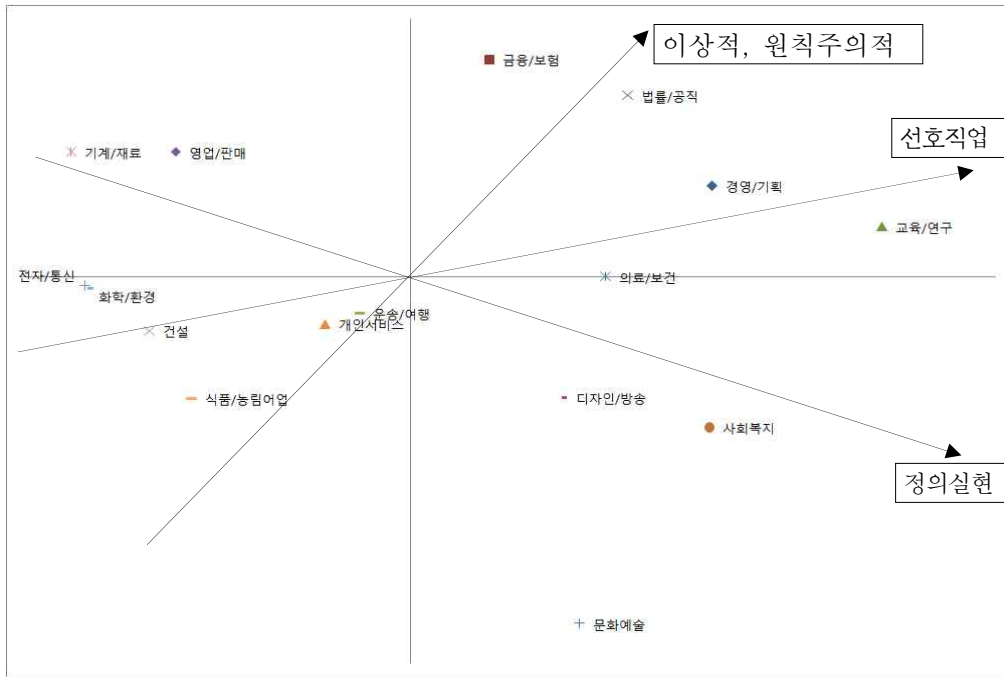 이상적, 원칙주의적
금융/보험
법률/공직
선호직업
기계/재료
영업/판매
경영/기획
교육/연구
전자/통신
의료/보건
화학/환경
운송/여행
개인서비스
건설
식품/농림어업
디자인/방송
사회복지
정의실현
문화예술